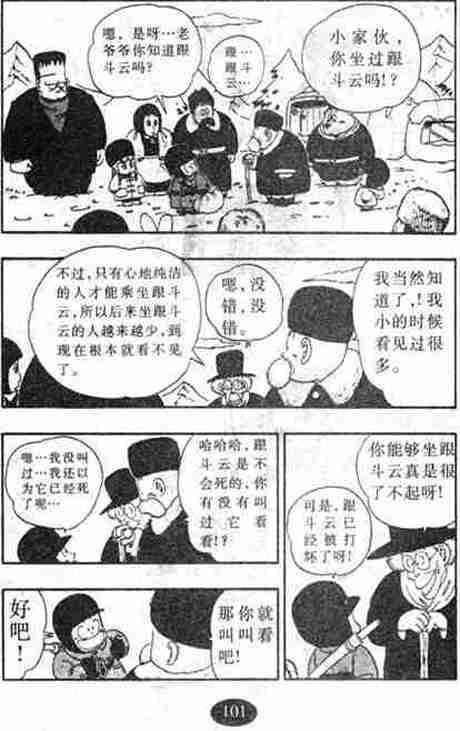 小家伙，
你坐过跟
斗云吗!?
跟…
跟斗
云…
嗯，是呀…老
爷爷你知道跟
斗云吗?
我当然知
道了，!我
小的时候
看见过很
多。
嗯，没
错，没
错。
不过，只有心地纯洁
的人才能乘坐跟斗
云，所以后来坐跟斗
云的人越来越少，到
现在根本就看不见
了。
你能够坐跟
斗云真是很
了不起呀!
可是，跟
斗云已
经被打
坏了呀!
哈哈哈，跟
斗云是不
会死的，你
有没有叫
过它看
看!?
嗯…我没叫
过…我还以
为它已经死
了呢…
那你就
叫叫看
吧!
好
吧!
101